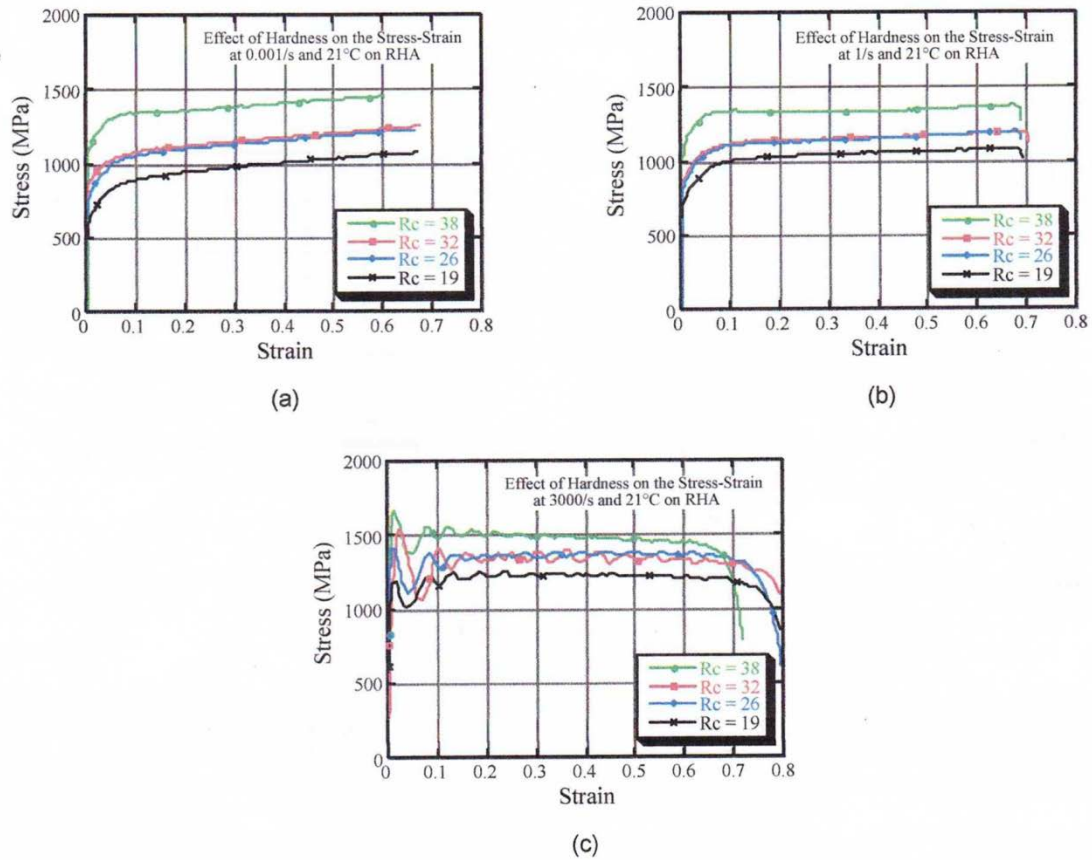 Effect of Hardness on the Stress-Strain
at 0.001/s and 21°C on RHA
Stress (MPa)
2000
1500
1000
500
0
Rc = 38
Rc = 32
Rc = 26
Rc = 19
0 0.1 0.2 0.3 0.4 0.5 0.6 0.7 0.8
Strain
(a)
Effect of Hardness on the Stress-Strain
at 1/s and 21°C on RHA
Stress (MPa)
2000
1500
1000
500
0
Rc = 38
Rc = 32
Rc = 26
Rc = 19
0 0.1 0.2 0.3 0.4 0.5 0.6 0.7 0.8
Strain
(b)
Effect of Hardness on the Stress-Strain
at 3000/s and 21°C on RHA
Stress (MPa)
2000
1500
1000
500
0
Rc = 38
Rc = 32
Rc = 26
Rc = 19
0 0.1 0.2 0.3 0.4 0.5 0.6 0.7 0.8
Strain
(c)